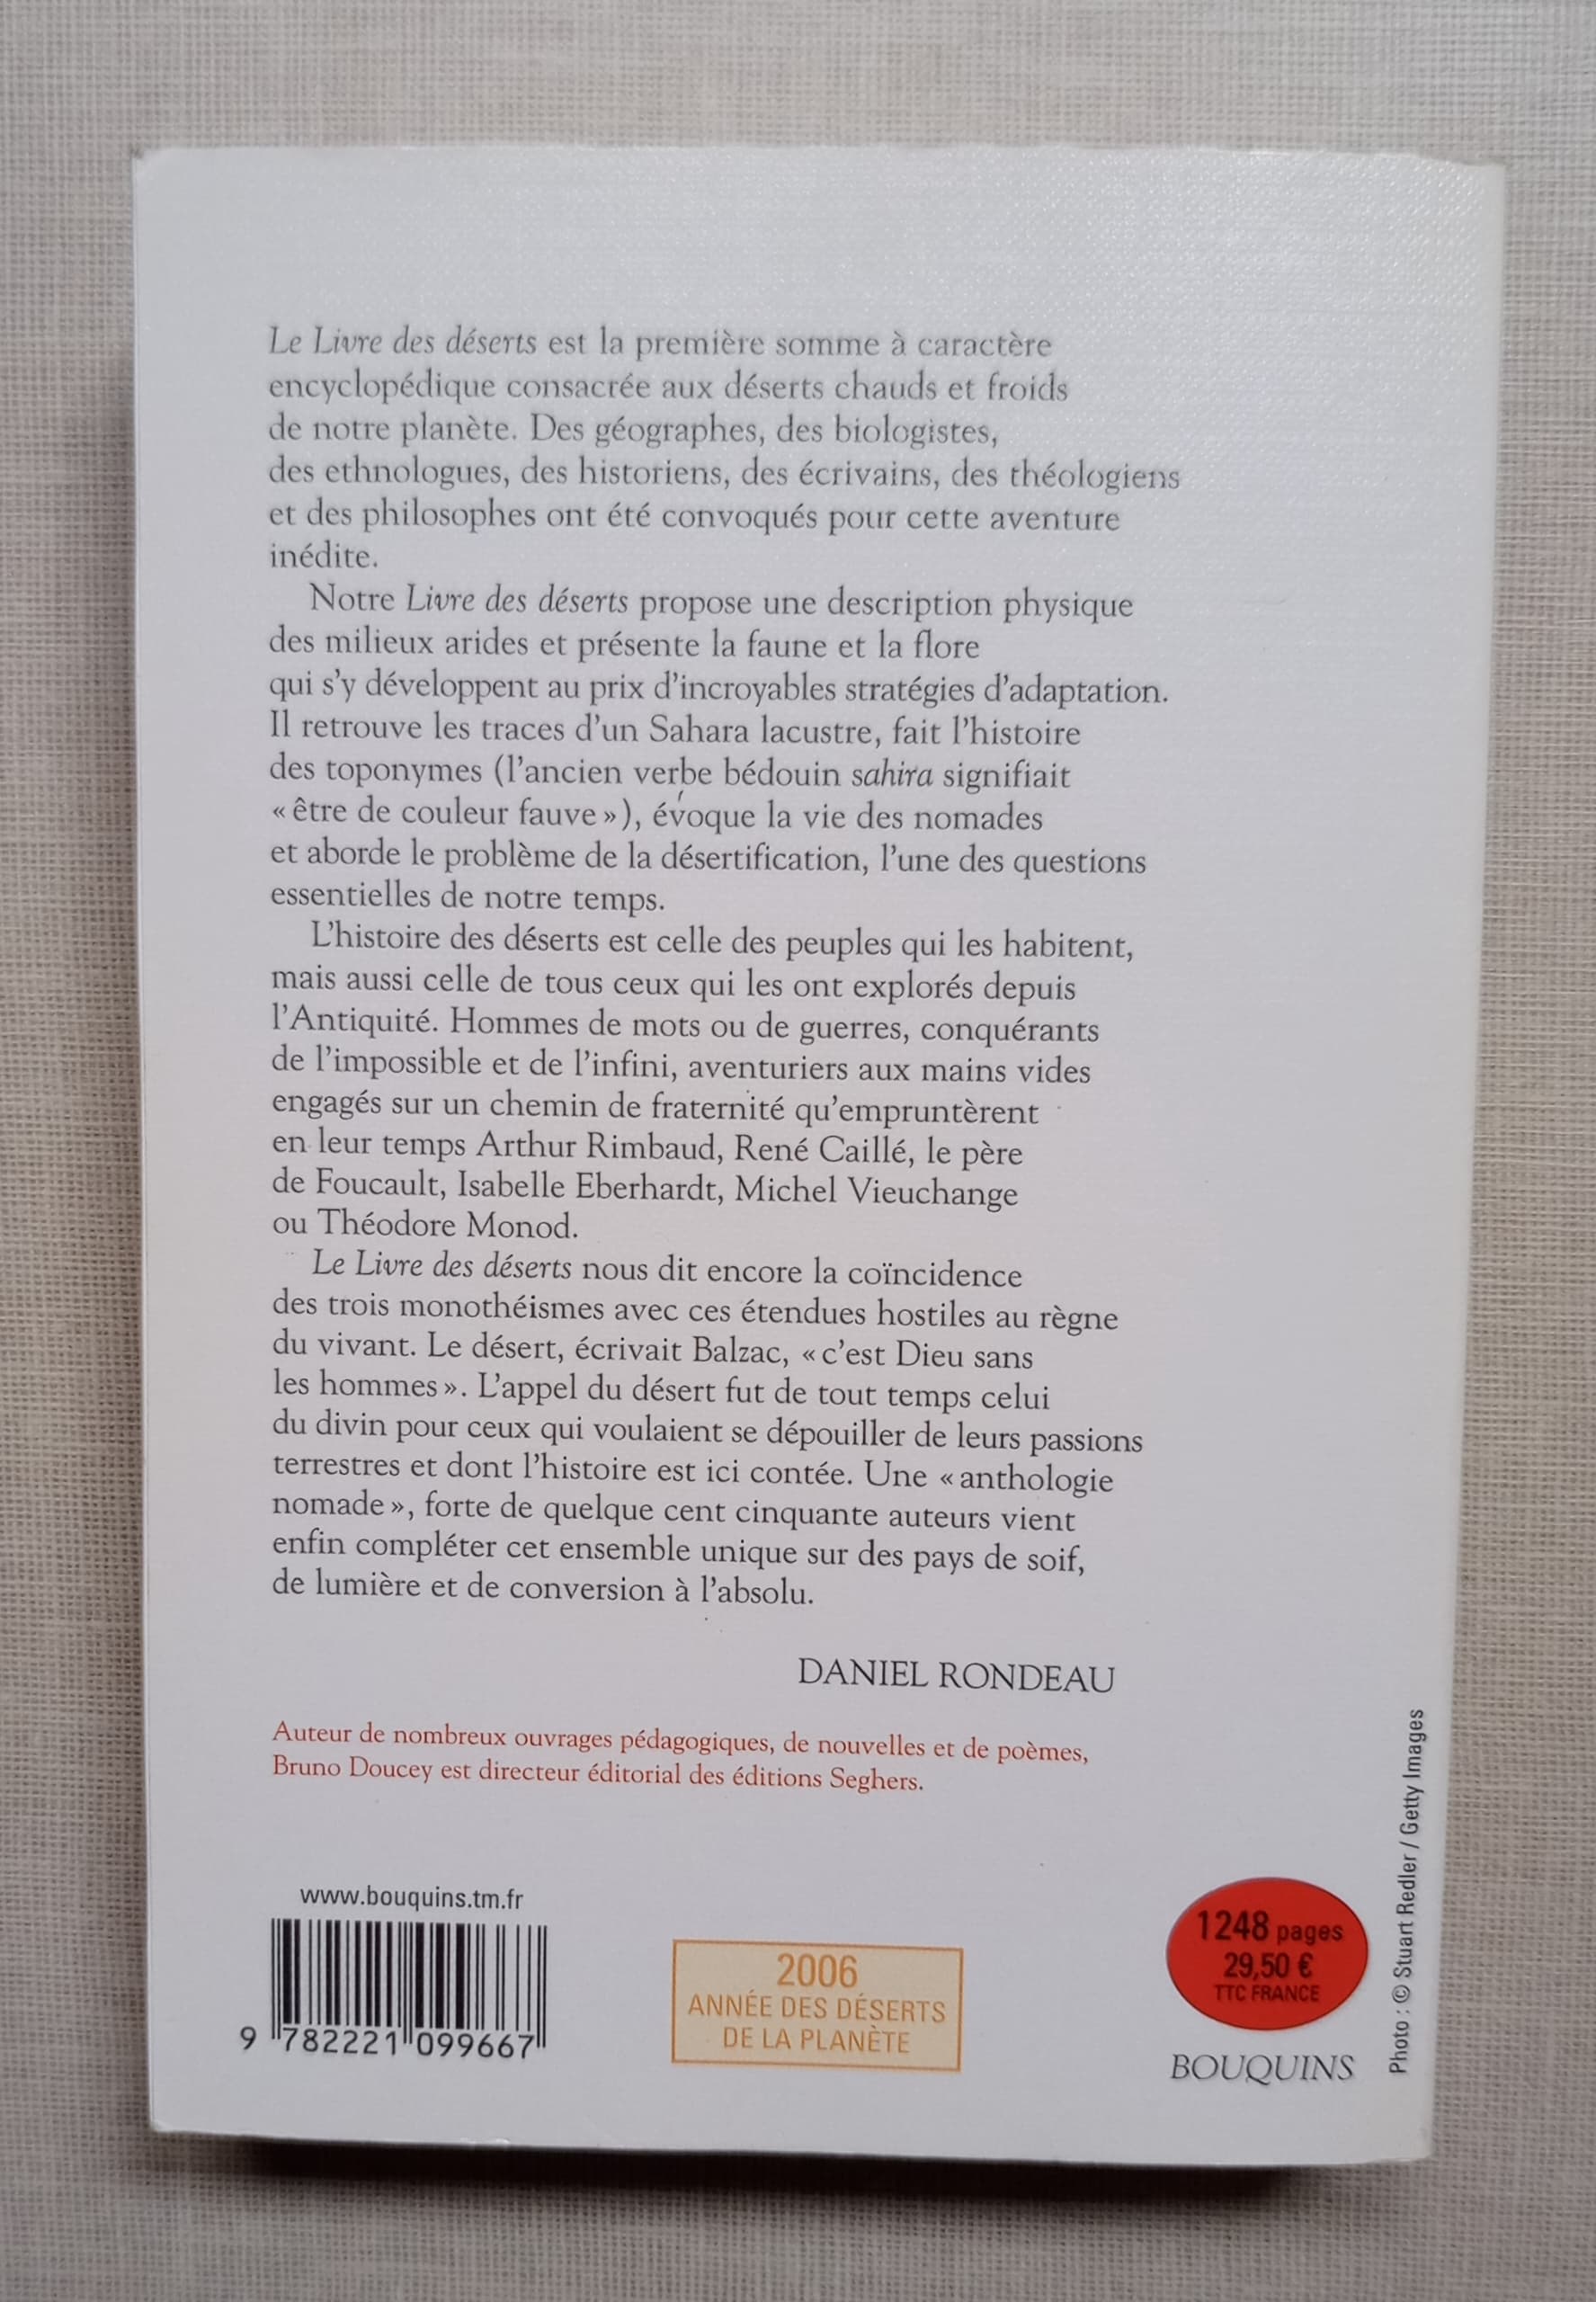 Le Livre des déserts est la première somme à caractère
encyclopédique consacrée aux déserts chauds et froids
de notre planète. Des géographes, des biologistes,
des ethnologues, des historiens, des écrivains, des théologiens
et des philosophes ont été convoqués pour cette aventure
inédite.
Notre Livre des déserts propose une description physique
des milieux arides et présente la faune et la flore
qui s'y développent au prix d'incroyables stratégies d'adaptation.
Il retrouve les traces d'un Sahara lacustre, fait l'histoire
des toponymes (l'ancien verbe bédouin sahira signifiait
« être de couleur fauve »), évoque la vie des nomades
et aborde le problème de la désertification, l'une des questions
essentielles de notre temps.
L'histoire des déserts est celle des peuples qui les habitent,
mais aussi celle de tous ceux qui les ont explorés depuis
l'Antiquité. Hommes de mots ou de guerres, conquérants
de l'impossible et de l'infini, aventuriers aux mains vides
engagés sur un chemin de fraternité qu'empruntèrent
en leur temps Arthur Rimbaud, René Caillé, le père
de Foucault, Isabelle Eberhardt, Michel Vieuchange
ou Théodore Monod.
Le Livre des déserts nous dit encore la coïncidence
des trois monothéismes avec ces étendues hostiles au règne
du vivant. Le désert, écrivait Balzac, « c'est Dieu sans
les hommes ». L'appel du désert fut de tout temps celui
du divin pour ceux qui voulaient se dépouiller de leurs passions
terrestres et dont l'histoire est ici contée. Une « anthologie
nomade », forte de quelque cent cinquante auteurs vient
enfin compléter cet ensemble unique sur des pays de soif,
de lumière et de conversion à l'absolu.
DANIEL RONDEAU
Auteur de nombreux ouvrages pédagogiques, de nouvelles et de poèmes,
Bruno Doucey est directeur éditorial des éditions Seghers.
www.bouquins.tm.fr
9 782221 099667
2006
ANNÉE DES DÉSERTS
DE LA PLANÈTE
1248 pages
29,50 €
TTC FRANCE
BOUQUINS
Photo : © Stuart Redler / Getty Images